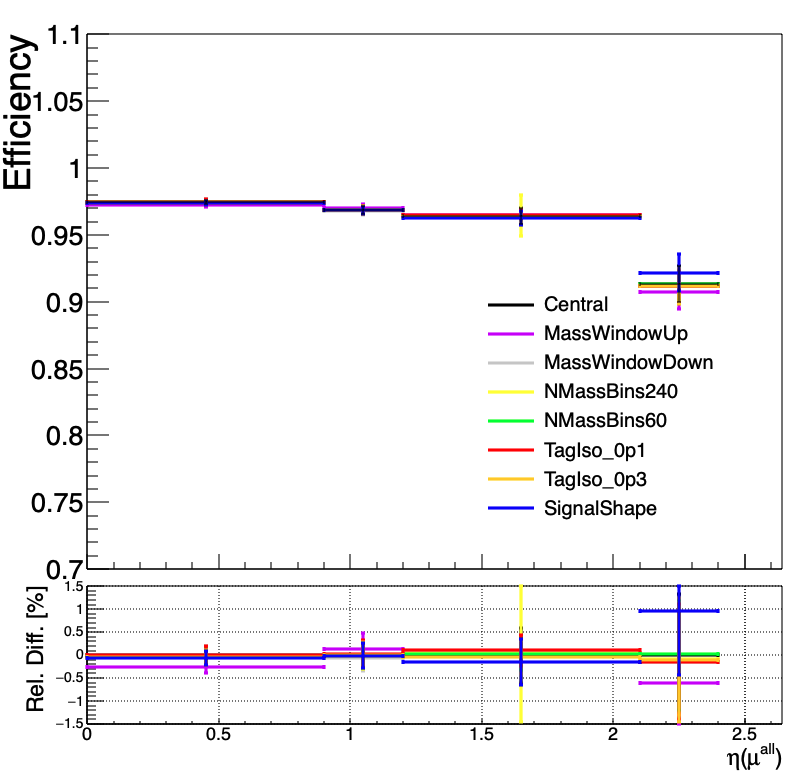 Efficiency
1.1
1.05
1
0.95
0.9
0.85
0.8
0.75
0.7
Central
MassWindowUp
MassWindowDown
NMassBins240
NMassBins60
TagIso_0p1
TagIso_0p3
SignalShape
Rel. Diff. [%]
1.5
1
0.5
0
−0.5
−1
−1.5
0 0.5 1 1.5 2 2.5
η(μ^all)